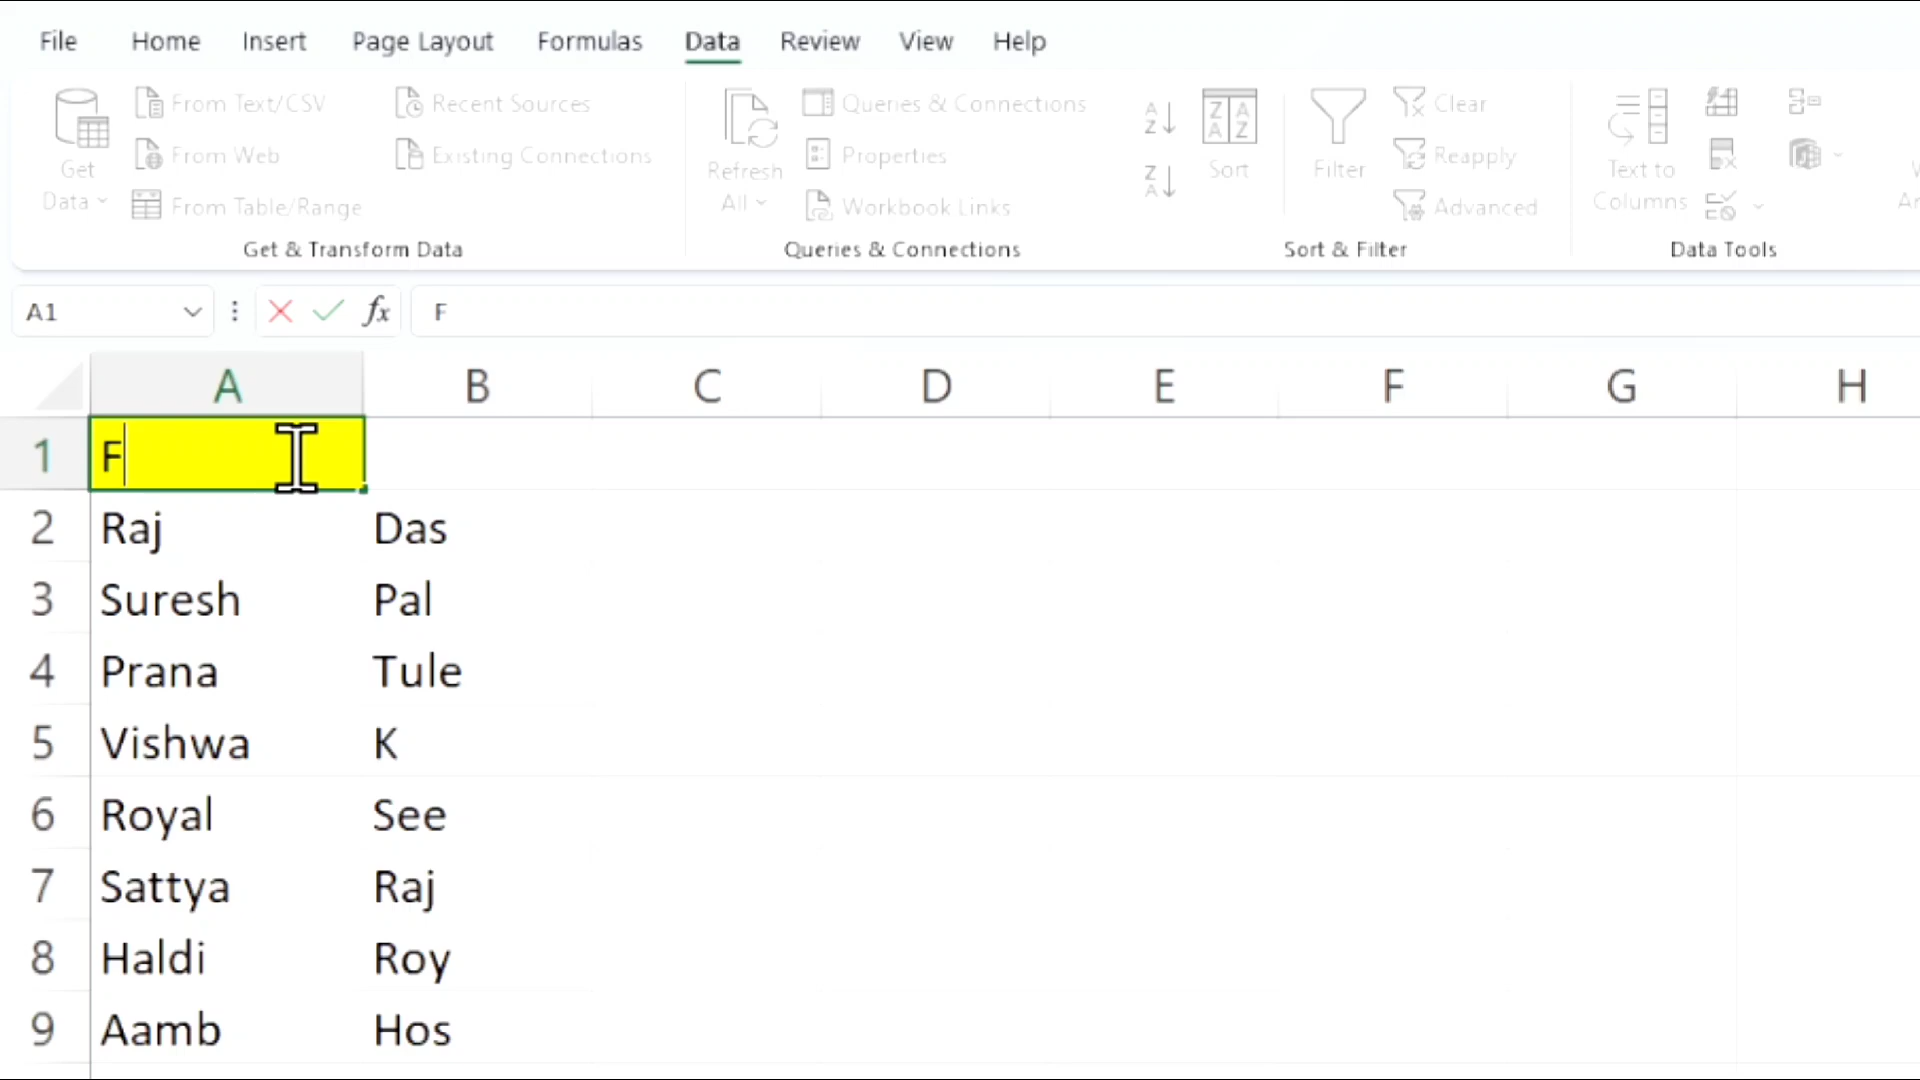 File Home Insert Page Layout Formulas Data Review View Help
From Text/CSV Recent Sources Queries & Connections Clear
From Web Existing Connections Properties Reapply
Get Data Refresh All Sort Filter Text to Columns
From Table/Range Workbook Links Advanced
Get & Transform Data Queries & Connections Sort & Filter Data Tools
A1 fx F
A B C D E F G H
1 F
2 Raj Das
3 Suresh Pal
4 Prana Tule
5 Vishwa K
6 Royal See
7 Sattya Raj
8 Haldi Roy
9 Aamb Hos